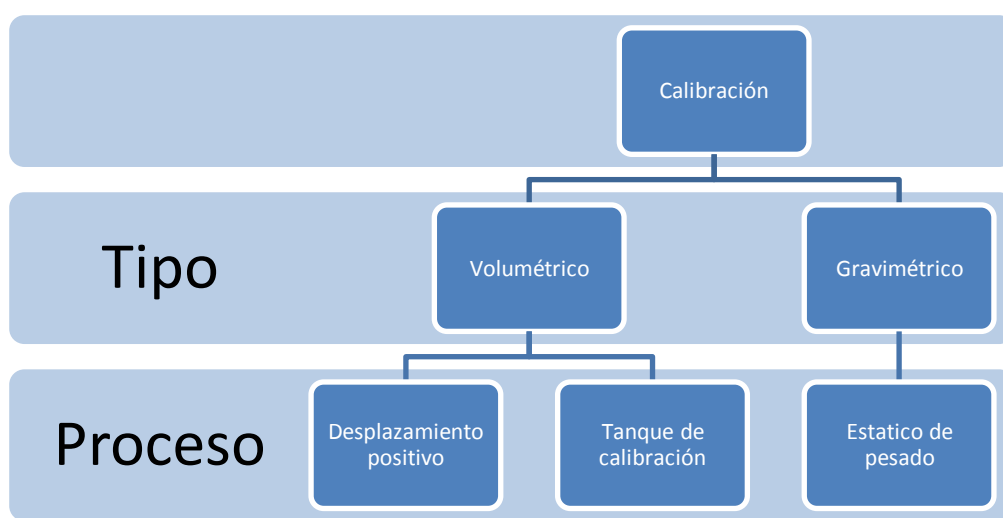 Calibración
Tipo
Volumétrico
Gravimétrico
Proceso
Desplazamiento
positivo
Tanque de
calibración
Estatico de
pesado